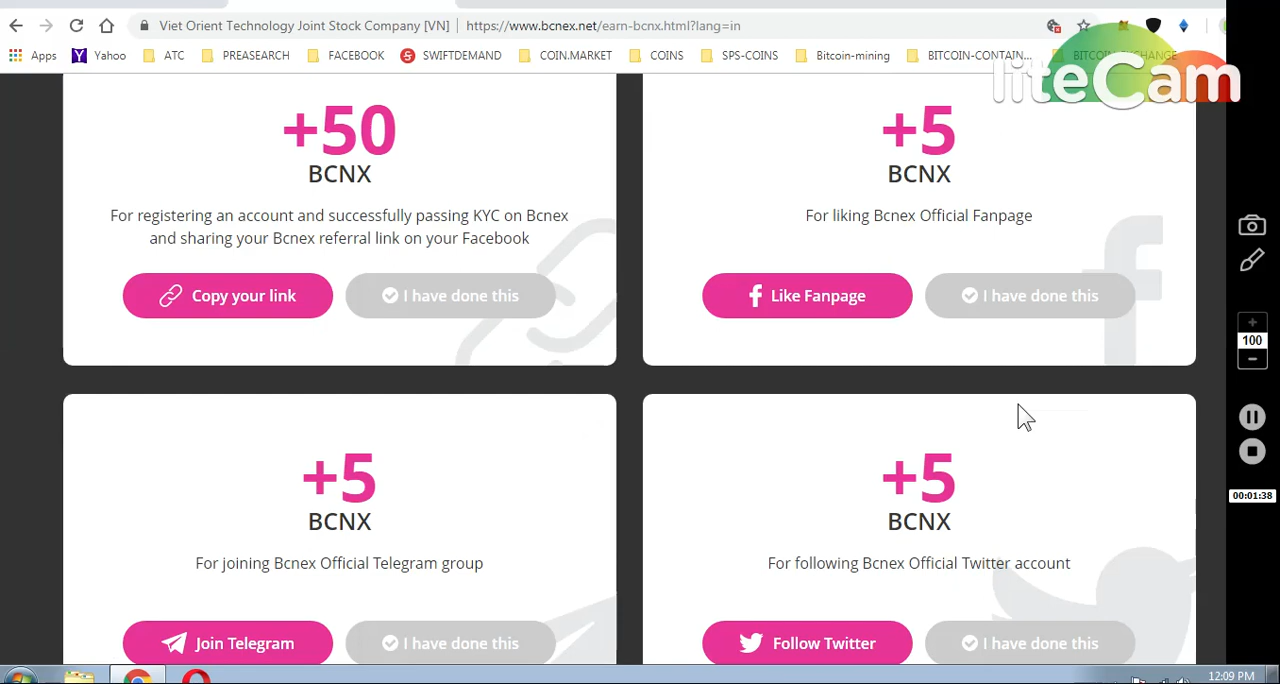 Viet Orient Technology Joint Stock Company [VN] https://www.bcnex.net/earn-bcnx.html?lang=in
Apps Yahoo ATC PREASEARCH FACEBOOK SWIFTDEMAND COIN.MARKET COINS SPS-COINS Bitcoin-mining BITCOIN-CONTAIN... BITCOIN-EXCHANGE
liteCam
+50
BCNX
For registering an account and successfully passing KYC on Bcnex
and sharing your Bcnex referral link on your Facebook
Copy your link I have done this
+5
BCNX
For liking Bcnex Official Fanpage
Like Fanpage I have done this
+5
BCNX
For joining Bcnex Official Telegram group
Join Telegram I have done this
+5
BCNX
For following Bcnex Official Twitter account
Follow Twitter I have done this
100
00:01:38
12:09 PM